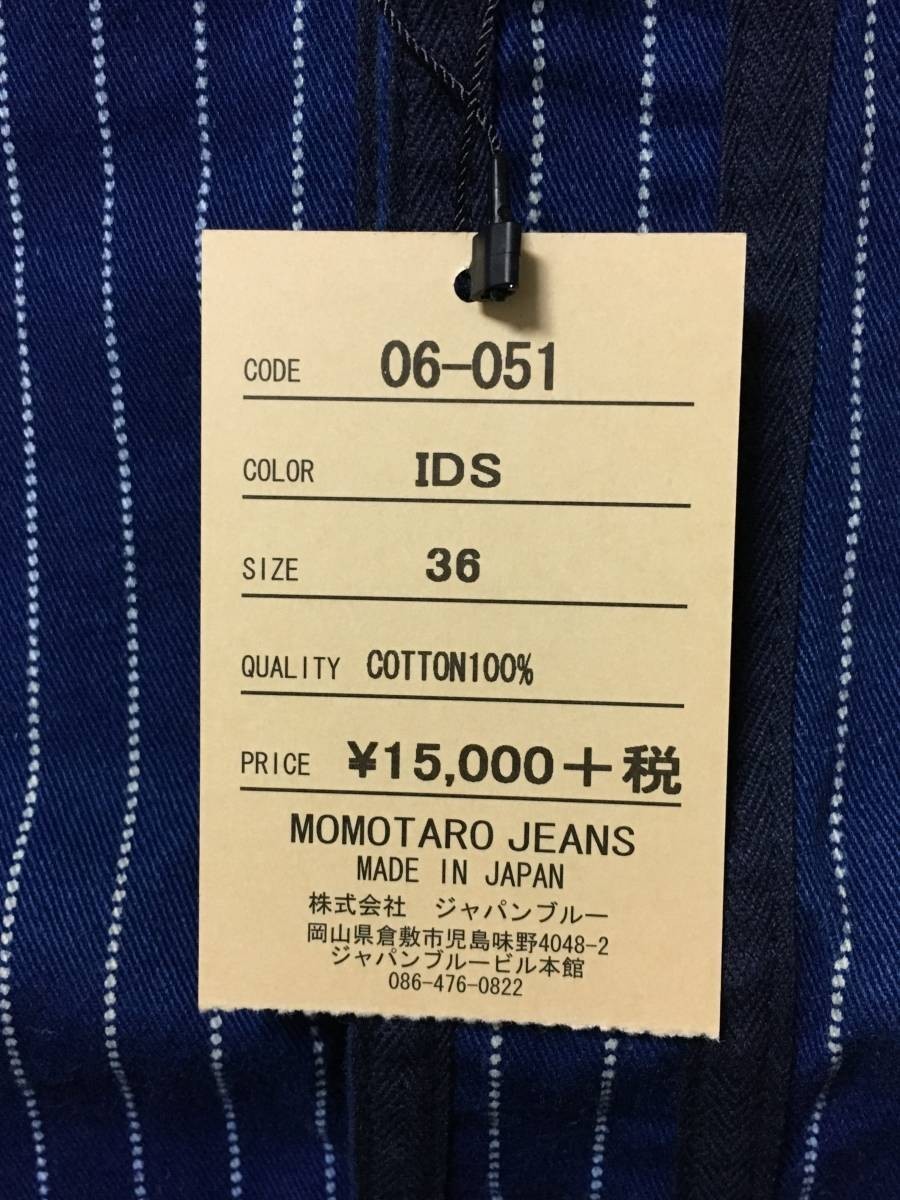 CODE 06-051
COLOR IDS
SIZE 36
QUALITY COTTON100%
PRICE ¥15,000+税
MOMOTARO JEANS
MADE IN JAPAN
株式会社 ジャパンブルー
岡山県倉敷市児島味野4048-2
ジャパンブルービル本館
086-476-0822